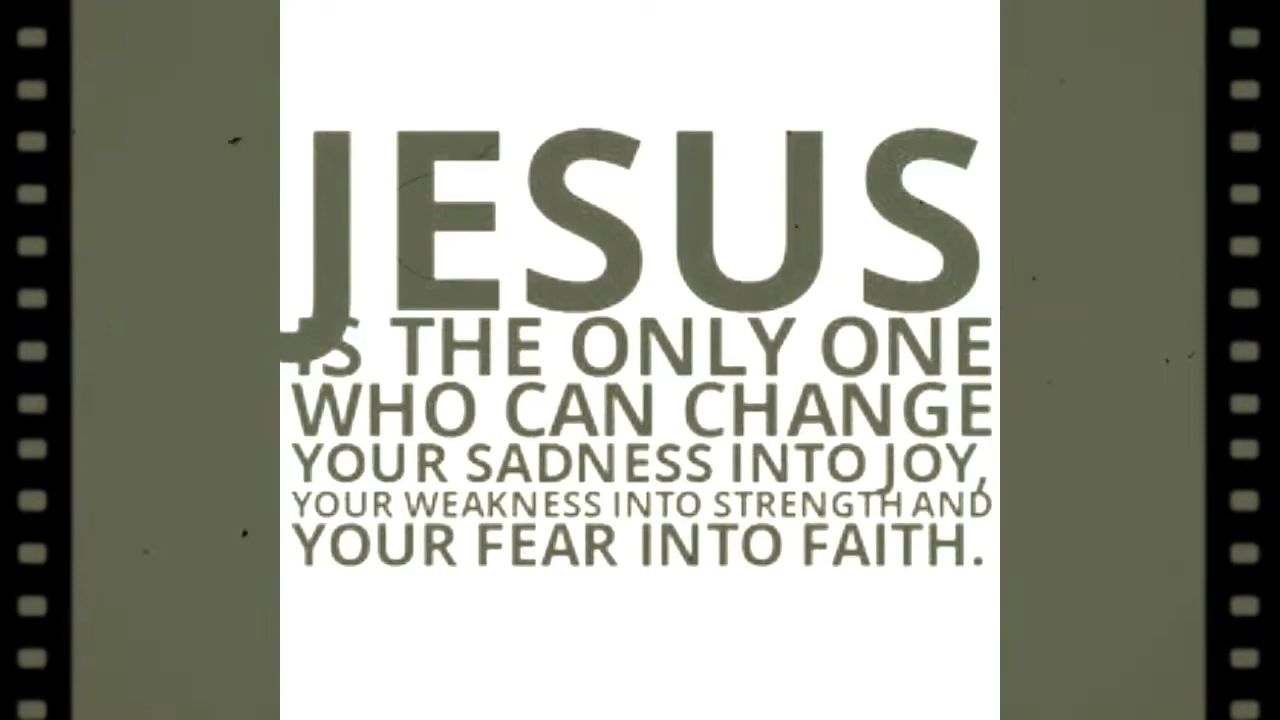 JESUS
IS THE ONLY ONE
WHO CAN CHANGE
YOUR SADNESS INTO JOY,
YOUR WEAKNESS INTO STRENGTH AND
YOUR FEAR INTO FAITH.